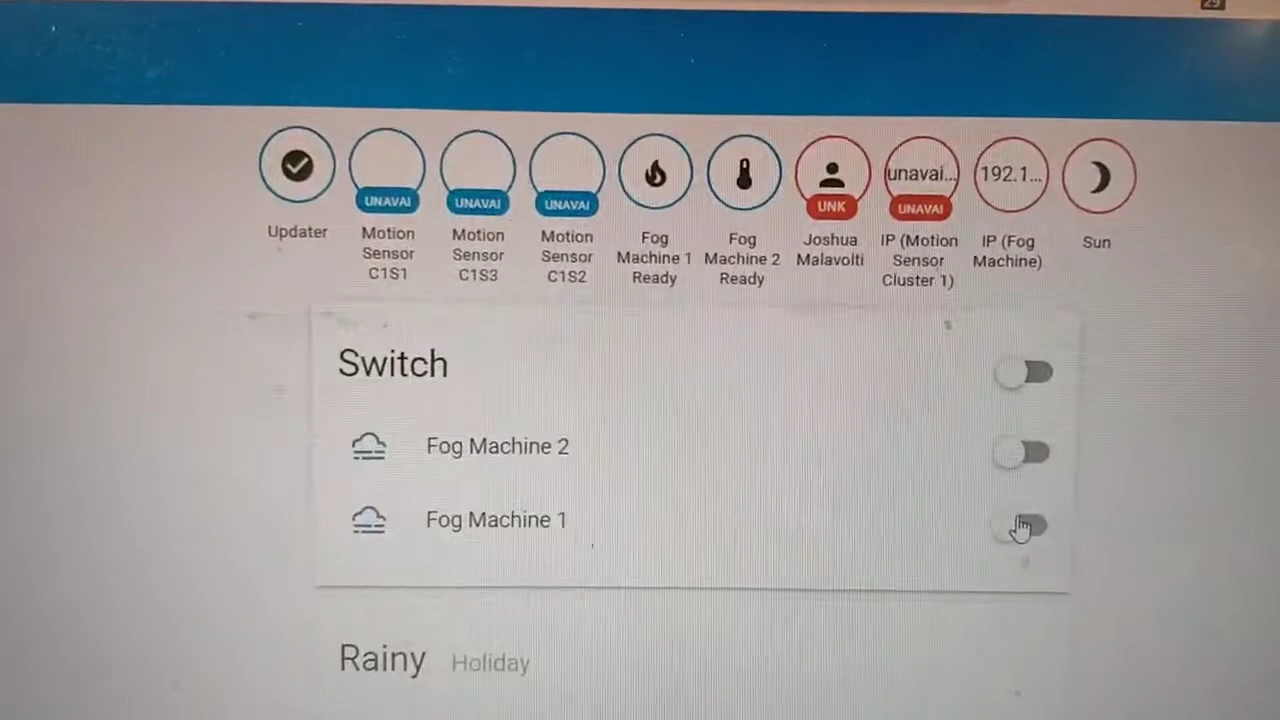 29
unavai...
192.1...
UNAVAI
UNAVAI
UNAVAI
UNK
UNAVAI
Updater
Motion
Sensor
C1S1
Motion
Sensor
C1S3
Motion
Sensor
C1S2
Fog
Machine 1
Ready
Fog
Machine 2
Ready
Joshua
Malavolti
IP (Motion
Sensor
Cluster 1)
IP (Fog
Machine)
Sun
Switch
Fog Machine 2
Fog Machine 1
Rainy Holiday